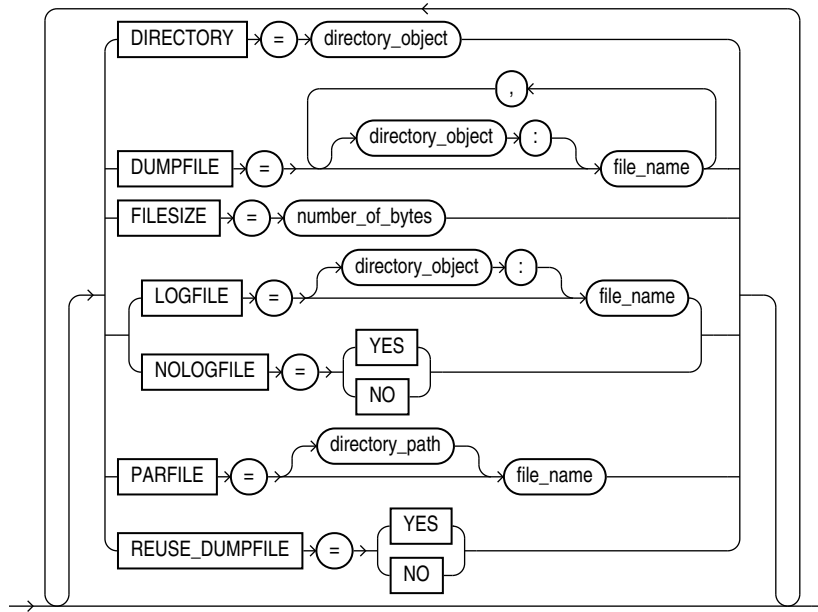 DIRECTORY = directory_object
,
directory_object :
DUMPFILE = file_name
FILESIZE = number_of_bytes
directory_object :
LOGFILE = file_name
YES
NOLOGFILE =
NO
directory_path
PARFILE = file_name
YES
REUSE_DUMPFILE =
NO